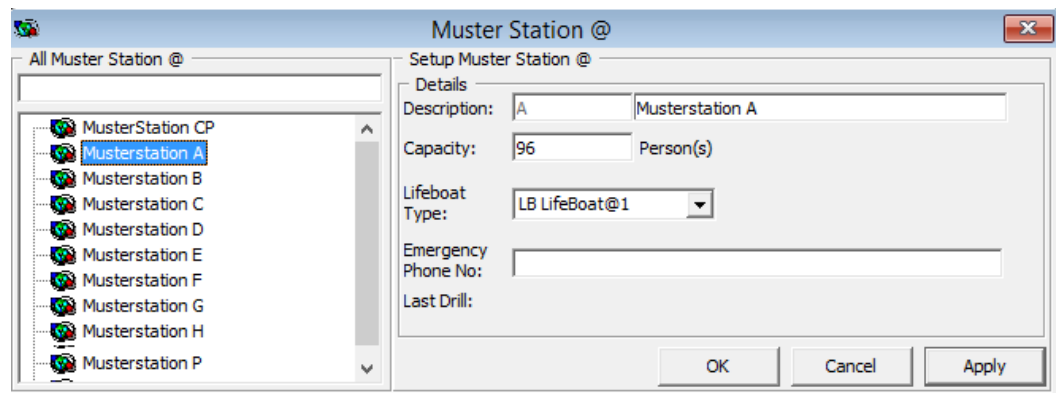 Muster Station @
All Muster Station @
MusterStation CP
Musterstation A
Musterstation B
Musterstation C
Musterstation D
Musterstation E
Musterstation F
Musterstation G
Musterstation H
Musterstation P
Setup Muster Station @
Details
Description: A Musterstation A
Capacity: 96 Person(s)
Lifeboat
Type: LB LifeBoat@1
Emergency
Phone No:
Last Drill:
OK Cancel Apply